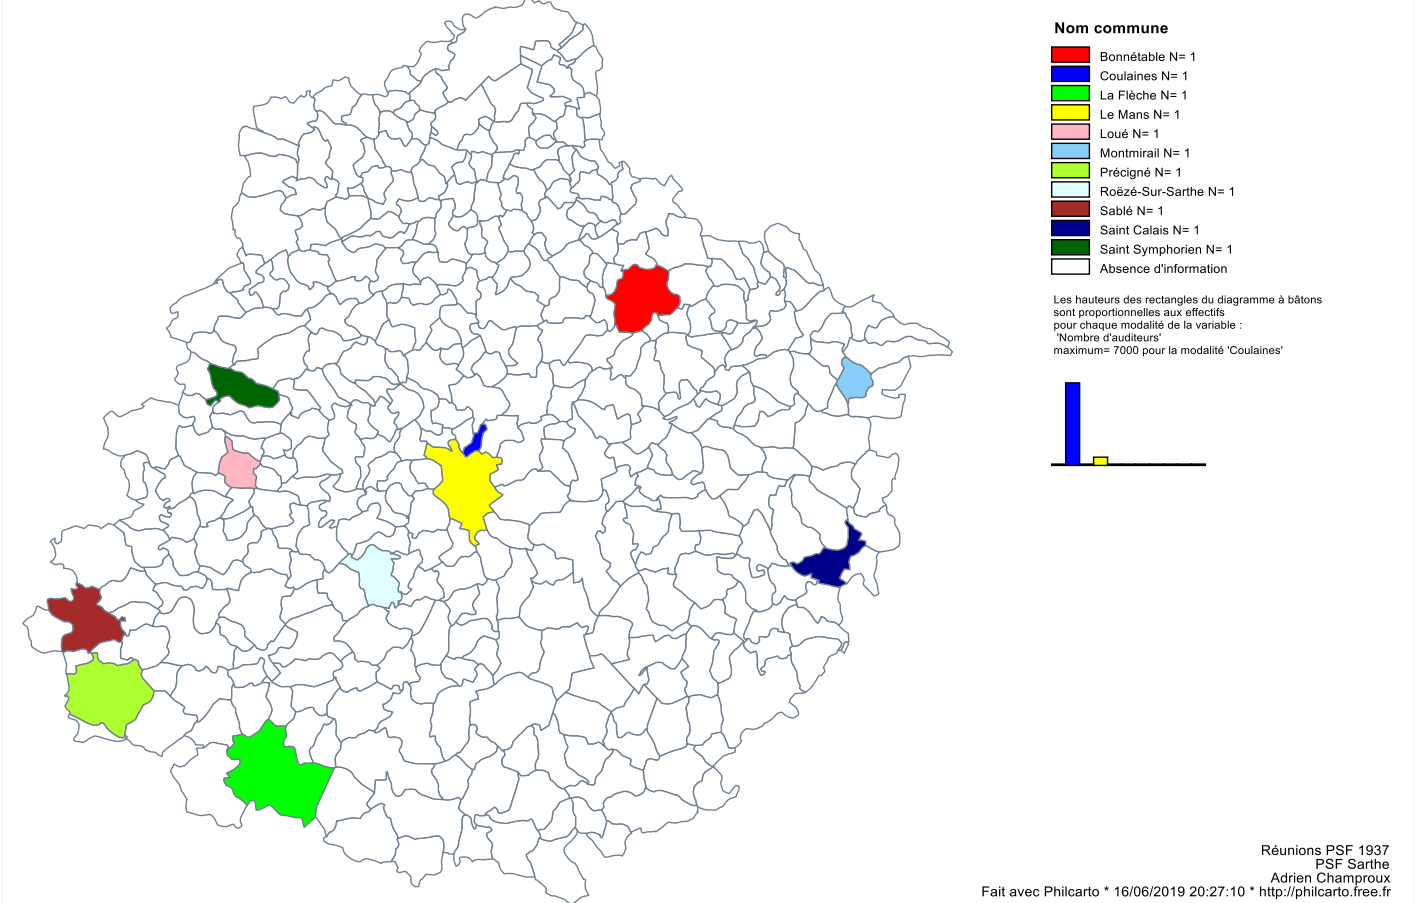 Nom commune
Bonnétable N= 1
Coulaines N= 1
La Flèche N= 1
Le Mans N= 1
Loué N= 1
Montmirail N= 1
Précigné N= 1
Roëzé-Sur-Sarthe N= 1
Sablé N= 1
Saint Calais N= 1
Saint Symphorien N= 1
Absence d'information
Les hauteurs des rectangles du diagramme à bâtons
sont proportionnelles aux effectifs
pour chaque modalité de la variable :
'Nombre d'auditeurs'
maximum= 7000 pour la modalité 'Coulaines'
Réunions PSF 1937
PSF Sarthe
Adrien Champroux
Fait avec Philcarto * 16/06/2019 20:27:10 * http://philcarto.free.fr